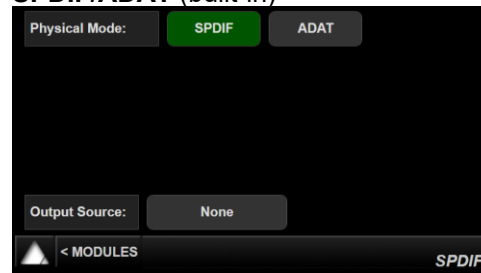 SPDIF/ADAT (built-in)
Physical Mode: SPDIF ADAT
Output Source: None
< MODULES
SPDIF